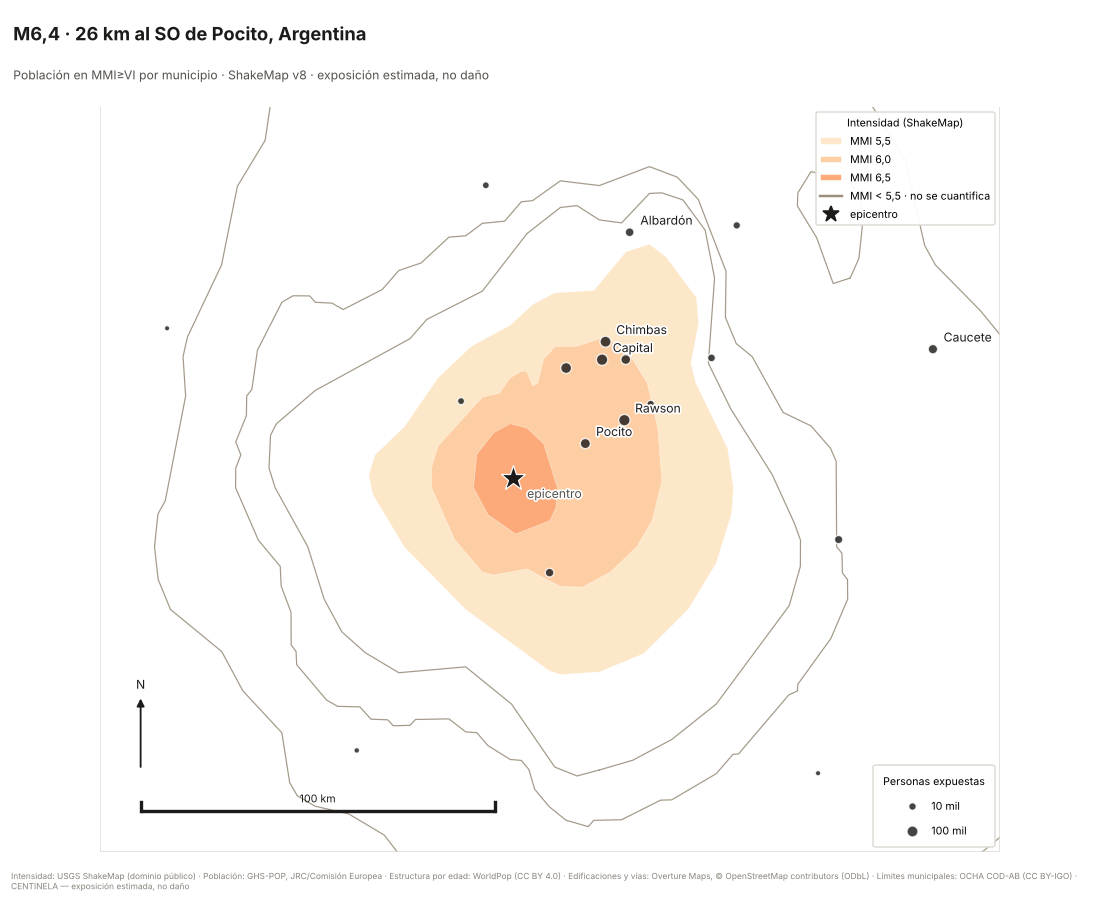 M6,4 · 26 km al SO de Pocito, Argentina
Población en MMI≥VI por municipio · ShakeMap v8 · exposición estimada, no daño
Intensidad (ShakeMap)
MMI 5,5
MMI 6,0
MMI 6,5
MMI < 5,5 · no se cuantifica
epicentro
Albardón
Chimbas
Caucete
Capital
Rawson
Pocito
epicentro
N
100 km
Personas expuestas
10 mil
100 mil
Intensidad: USGS ShakeMap (dominio público) · Población: GHS-POP, JRC/Comisión Europea · Estructura por edad: WorldPop (CC BY 4.0) · Edificaciones y vías: Overture Maps, © OpenStreetMap contributors (ODbL) · Límites municipales: OCHA COD-AB (CC BY-IGO) ·
CENTINELA — exposición estimada, no daño